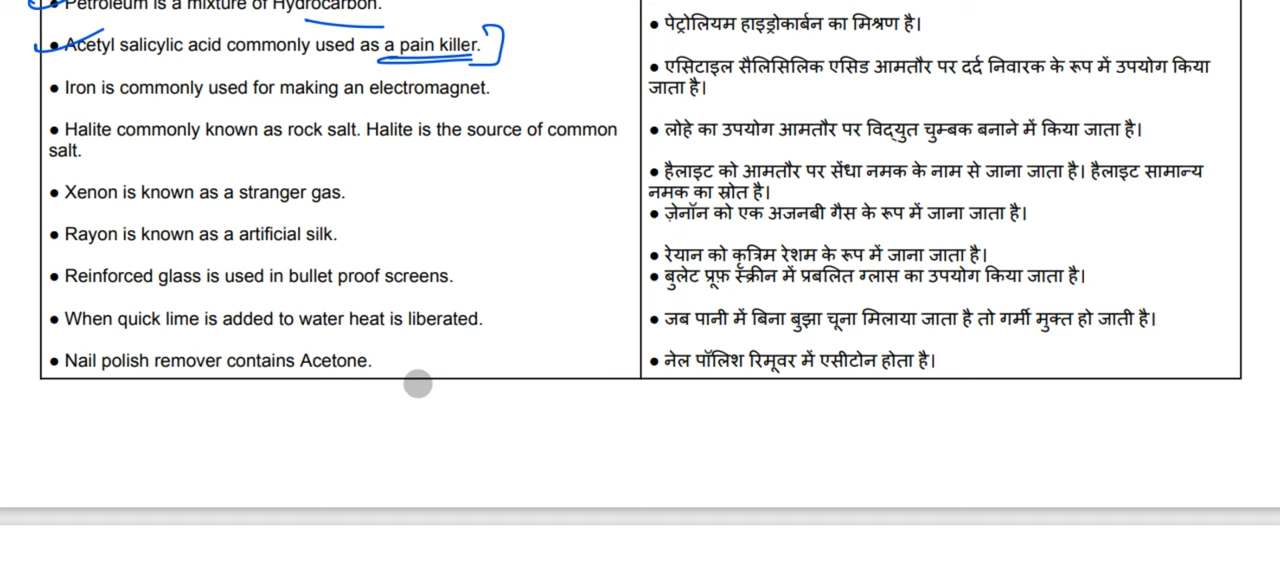 ● Petroleum is a mixture of Hydrocarbon.
● Acetyl salicylic acid commonly used as a pain killer.
● Iron is commonly used for making an electromagnet.
● Halite commonly known as rock salt. Halite is the source of common
salt.
● Xenon is known as a stranger gas.
● Rayon is known as a artificial silk.
● Reinforced glass is used in bullet proof screens.
● When quick lime is added to water heat is liberated.
● Nail polish remover contains Acetone.
● पेट्रोलियम हाइड्रोकार्बन का मिश्रण है।
● एसिटाइल सैलिसिलिक एसिड आमतौर पर दर्द निवारक के रूप में उपयोग किया
जाता है।
● लोहे का उपयोग आमतौर पर विद्युत चुम्बक बनाने में किया जाता है।
● हैलाइट को आमतौर पर सेंधा नमक के नाम से जाना जाता है। हैलाइट सामान्य
नमक का स्रोत है।
● ज़ेनॉन को एक अजनबी गैस के रूप में जाना जाता है।
● रेयान को कृत्रिम रेशम के रूप में जाना जाता है।
● बुलेट प्रूफ़ स्क्रीन में प्रबलित ग्लास का उपयोग किया जाता है।
● जब पानी में बिना बुझा चूना मिलाया जाता है तो गर्मी मुक्त हो जाती है।
● नेल पॉलिश रिमूवर में एसीटोन होता है।